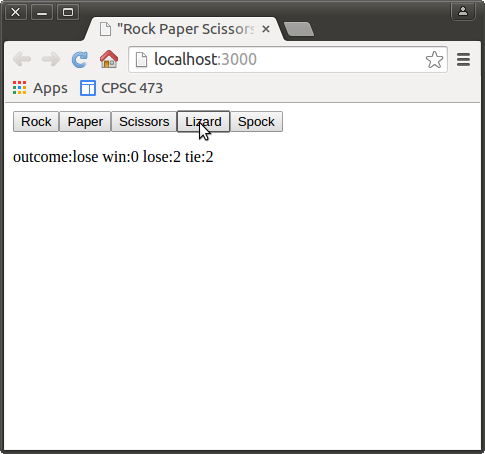 "Rock Paper Scissors
localhost:3000
Apps CPSC 473
Rock Paper Scissors Lizard Spock
outcome:lose win:0 lose:2 tie:2